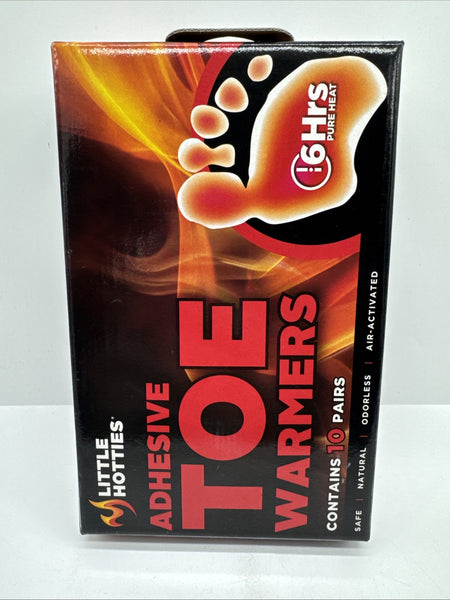 LITTLE
HOTTIES®
ADHESIVE
TOE
WARMERS
CONTAINS 10 PAIRS
SAFE | NATURAL | ODORLESS | AIR-ACTIVATED
6Hrs
PURE HEAT